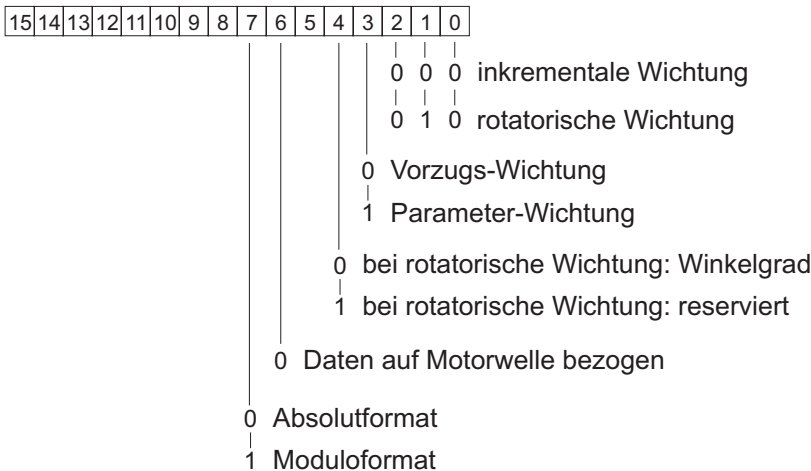 15 14 13 12 11 10 9 8 7 6 5 4 3 2 1 0
0 0 0 inkrementale Wichtung
0 1 0 rotatorische Wichtung
0 Vorzugs-Wichtung
1 Parameter-Wichtung
0 bei rotatorische Wichtung: Winkelgrad
1 bei rotatorische Wichtung: reserviert
0 Daten auf Motorwelle bezogen
0 Absolutformat
1 Moduloformat